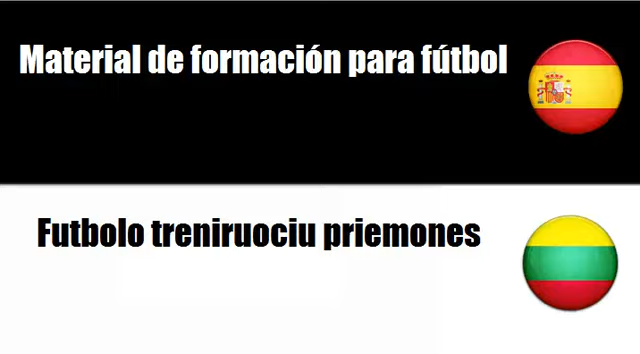 Material de formación para fútbol
Futbolo treniruociu priemones